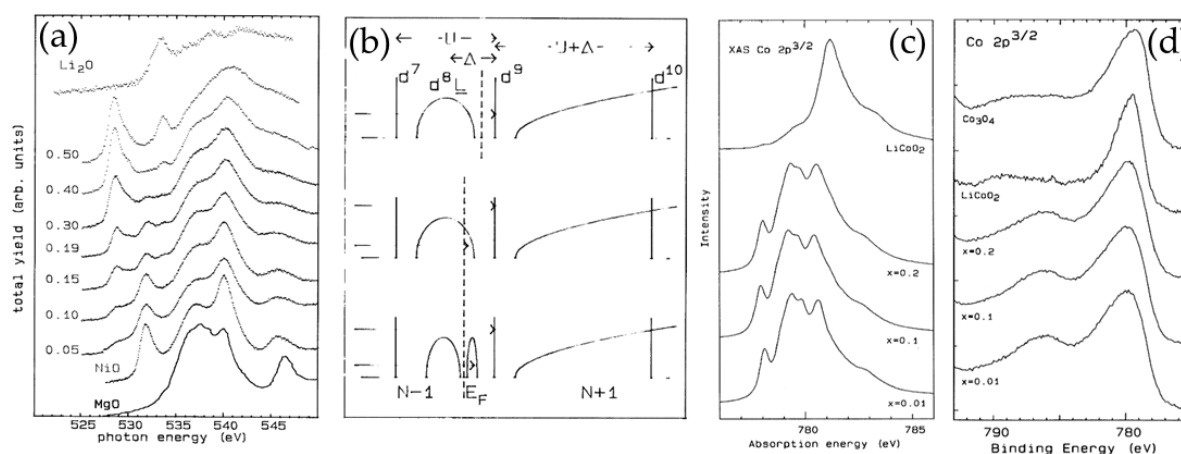 (a)
Li₂O
0.50
0.40
0.30
0.19
0.15
0.10
0.05
NiO
MgO
525 530 535 540 545
photon energy (eV)
total yield (arb. units)
(b)
-U-
-U+Δ-
Δ
d⁷
d⁸L
d⁹
d¹⁰
N-1
E_F
N+1
(c)
XAS Co 2p³/²
LiCoO₂
x=0.2
x=0.1
x=0.01
780 785
Absorption energy (eV)
Intensity
(d)
Co 2p³/²
Co₃O₄
LiCoO₂
x=0.2
x=0.1
x=0.01
790 780
Binding Energy (eV)